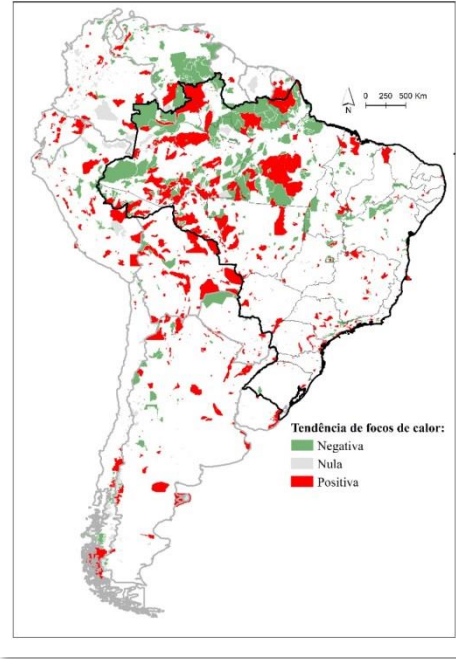 N
0 250 500 Km
Tendência de focos de calor:
Negativa
Nula
Positiva